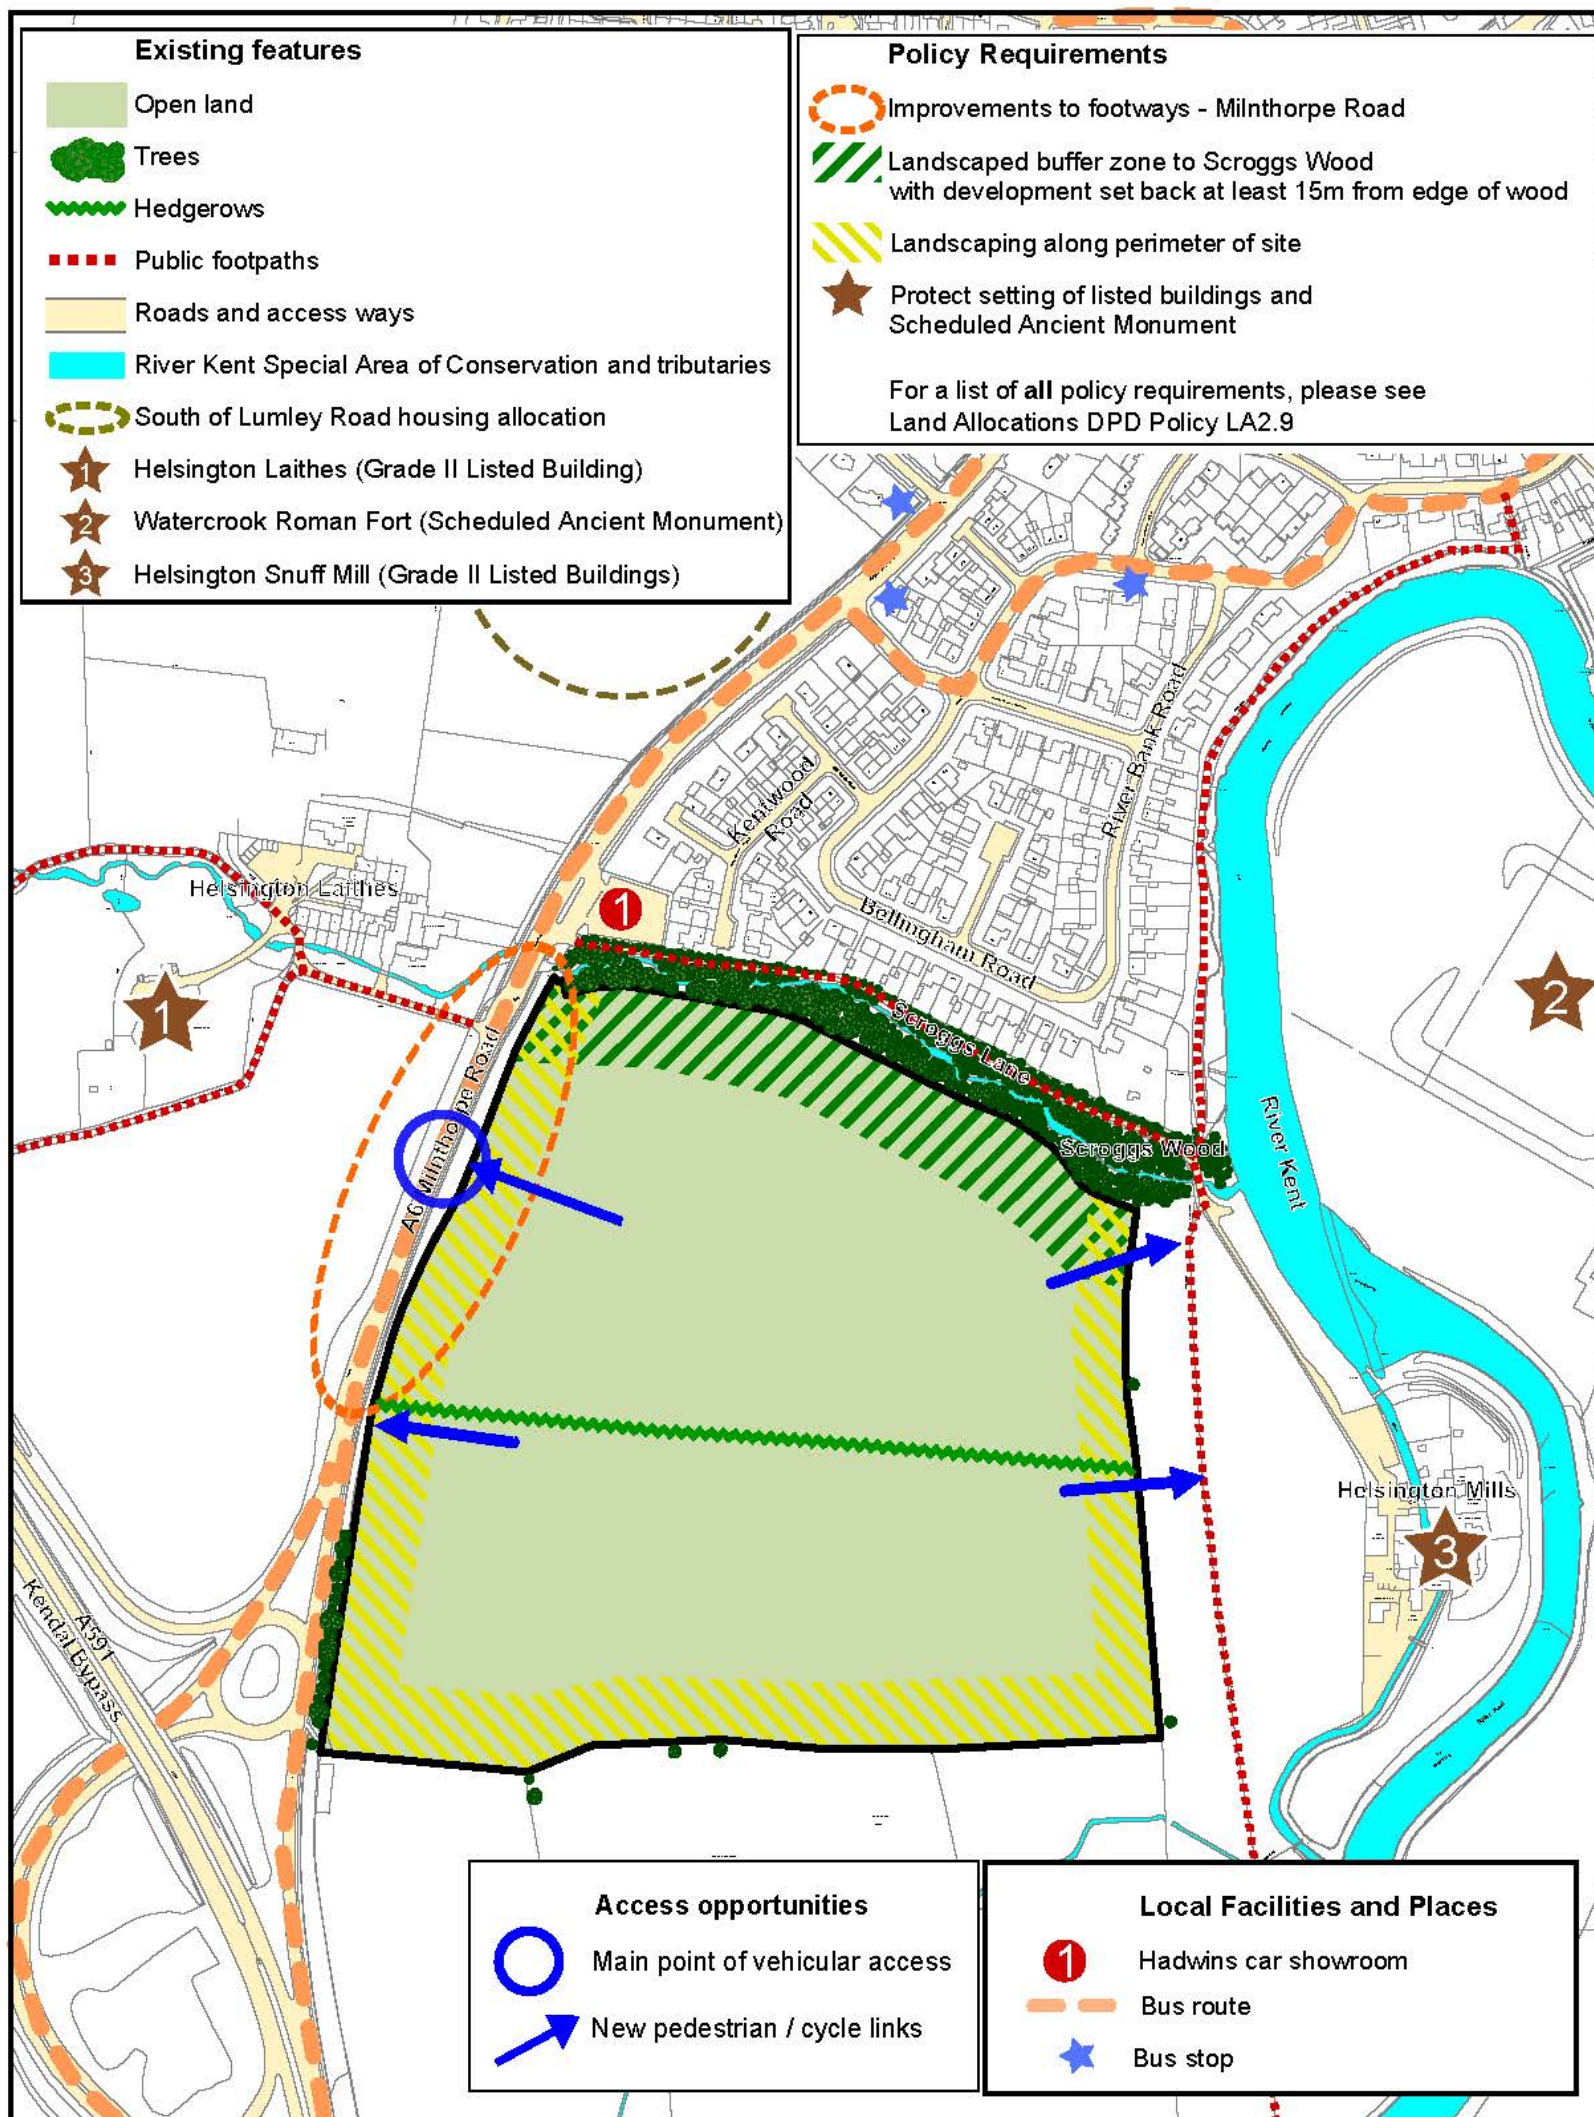 Existing features
Open land
Trees
Hedgerows
Public footpaths
Roads and access ways
River Kent Special Area of Conservation and tributaries
South of Lumley Road housing allocation
1 Helsington Laithes (Grade II Listed Building)
2 Watercrook Roman Fort (Scheduled Ancient Monument)
3 Helsington Snuff Mill (Grade II Listed Buildings)
Policy Requirements
Improvements to footways - Milnthorpe Road
Landscaped buffer zone to Scroggs Wood
with development set back at least 15m from edge of wood
Landscaping along perimeter of site
Protect setting of listed buildings and
Scheduled Ancient Monument
For a list of all policy requirements, please see
Land Allocations DPD Policy LA2.9
River Bank Road
Kentwood
Road
Helsington Laithes
1
Bellingham Road
1
2
Scroggs Lane
A6 Milnthorpe Road
Scroggs Wood
River Kent
Helsington Mills
3
A591
Kendal Bypass
Access opportunities
Main point of vehicular access
New pedestrian / cycle links
Local Facilities and Places
1 Hadwins car showroom
Bus route
Bus stop